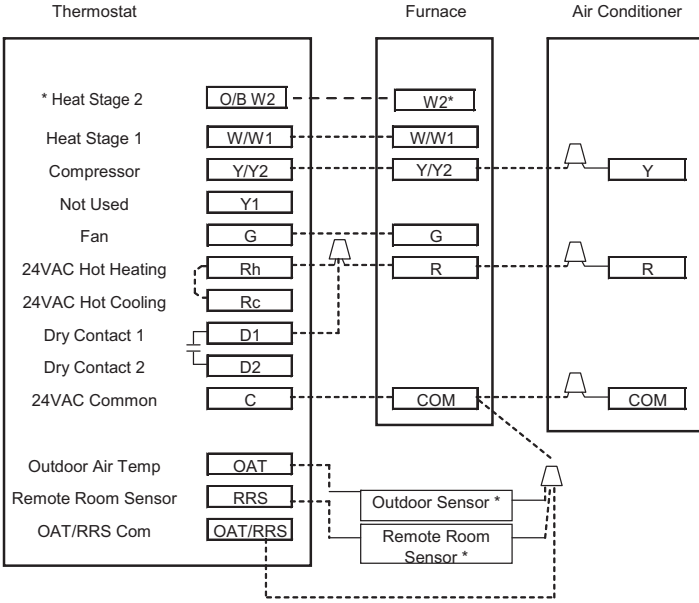 Thermostat Furnace Air Conditioner
* Heat Stage 2 O/B W2 W2*
Heat Stage 1 W/W1 W/W1
Compressor Y/Y2 Y/Y2 Y
Not Used Y1
Fan G G
24VAC Hot Heating Rh R R
24VAC Hot Cooling Rc
Dry Contact 1 D1
Dry Contact 2 D2
24VAC Common C COM COM
Outdoor Air Temp OAT
Remote Room Sensor RRS Outdoor Sensor *
OAT/RRS Com OAT/RRS Remote Room
Sensor *